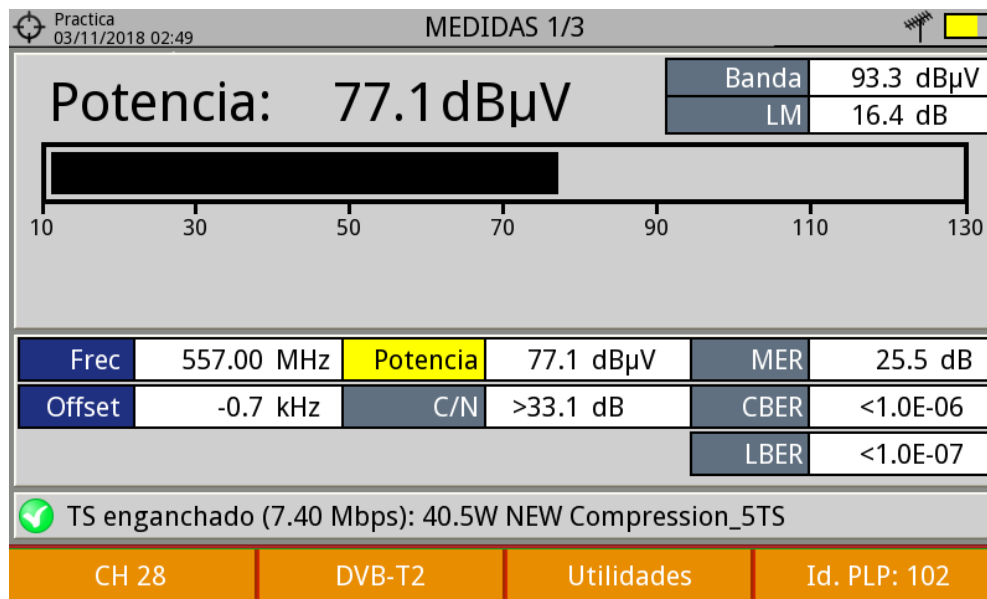 Practica
03/11/2018 02:49
MEDIDAS 1/3
Potencia: 77.1 dBµV
Banda 93.3 dBµV
LM 16.4 dB
10 30 50 70 90 110 130
Frec 557.00 MHz Potencia 77.1 dBµV MER 25.5 dB
Offset -0.7 kHz C/N >33.1 dB CBER <1.0E-06
LBER <1.0E-07
TS enganchado (7.40 Mbps): 40.5W NEW Compression_5TS
CH 28 DVB-T2 Utilidades Id. PLP: 102